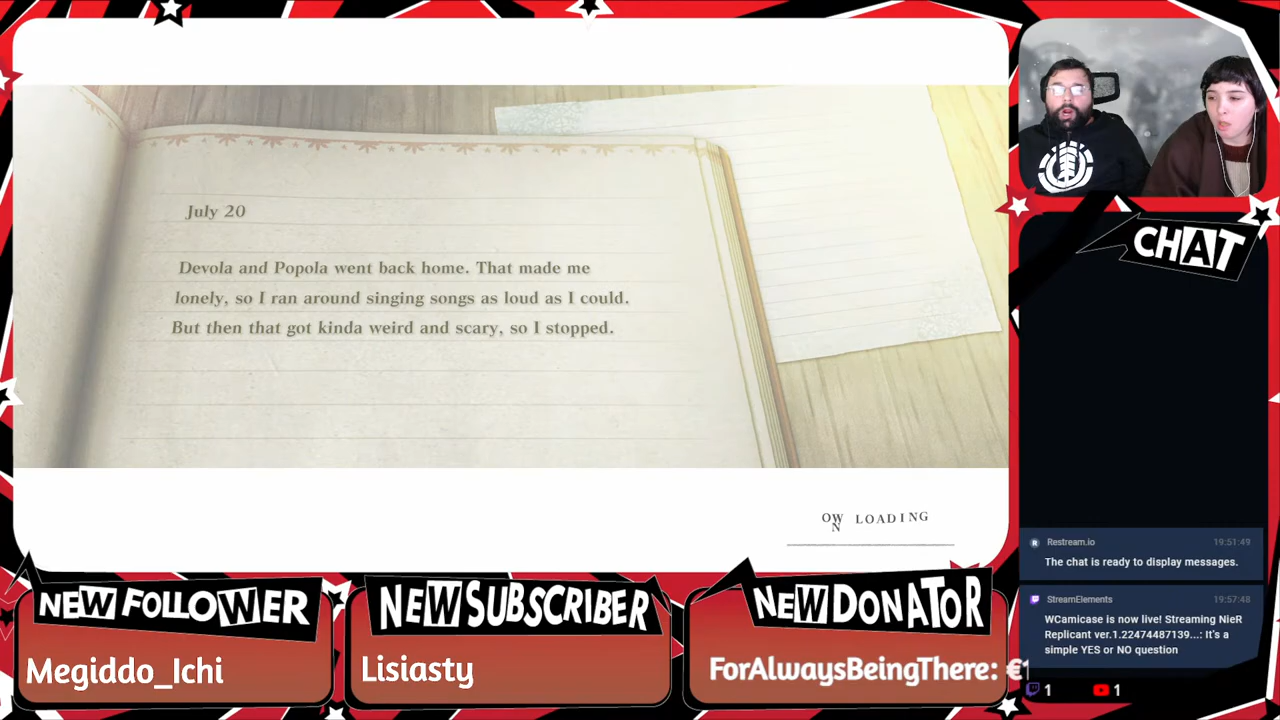 July 20
Devola and Popola went back home. That made me
lonely, so I ran around singing songs as loud as I could.
But then that got kinda weird and scary, so I stopped.
LOADING
CHAT
Restream.io 19:51:49
The chat is ready to display messages.
StreamElements 19:57:48
WCamicase is now live! Streaming NieR
Replicant ver.1.22474487139...: It's a
simple YES or NO question
1 1
NEW FOLLOWER
Megiddo_Ichi
NEW SUBSCRIBER
Lisiasty
NEW DONATOR
ForAlwaysBeingThere: €1